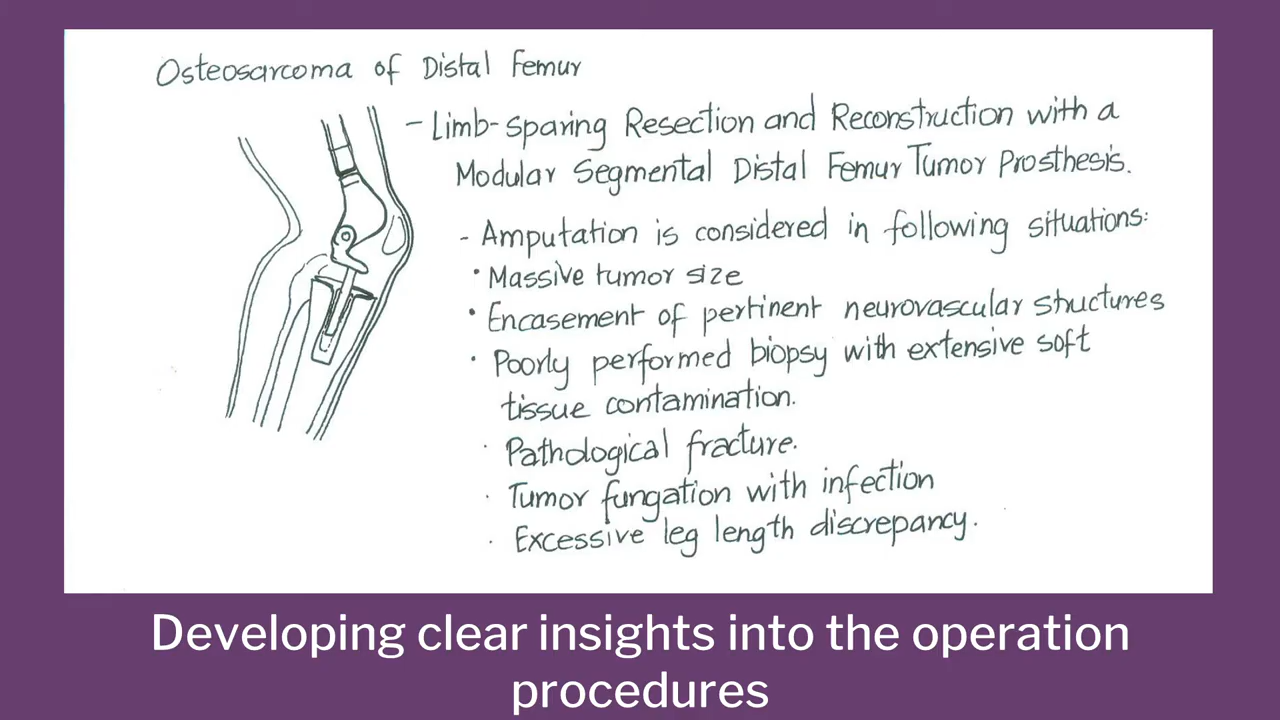 Osteosarcoma of Distal Femur
- Limb-sparing Resection and Reconstruction with a
Modular Segmental Distal Femur Tumor Prosthesis.
- Amputation is considered in following situations:
• Massive tumor size
• Encasement of pertinent neurovascular structures
• Poorly performed biopsy with extensive soft
tissue contamination.
• Pathological fracture.
• Tumor fungation with infection
• Excessive leg length discrepancy.
Developing clear insights into the operation
procedures